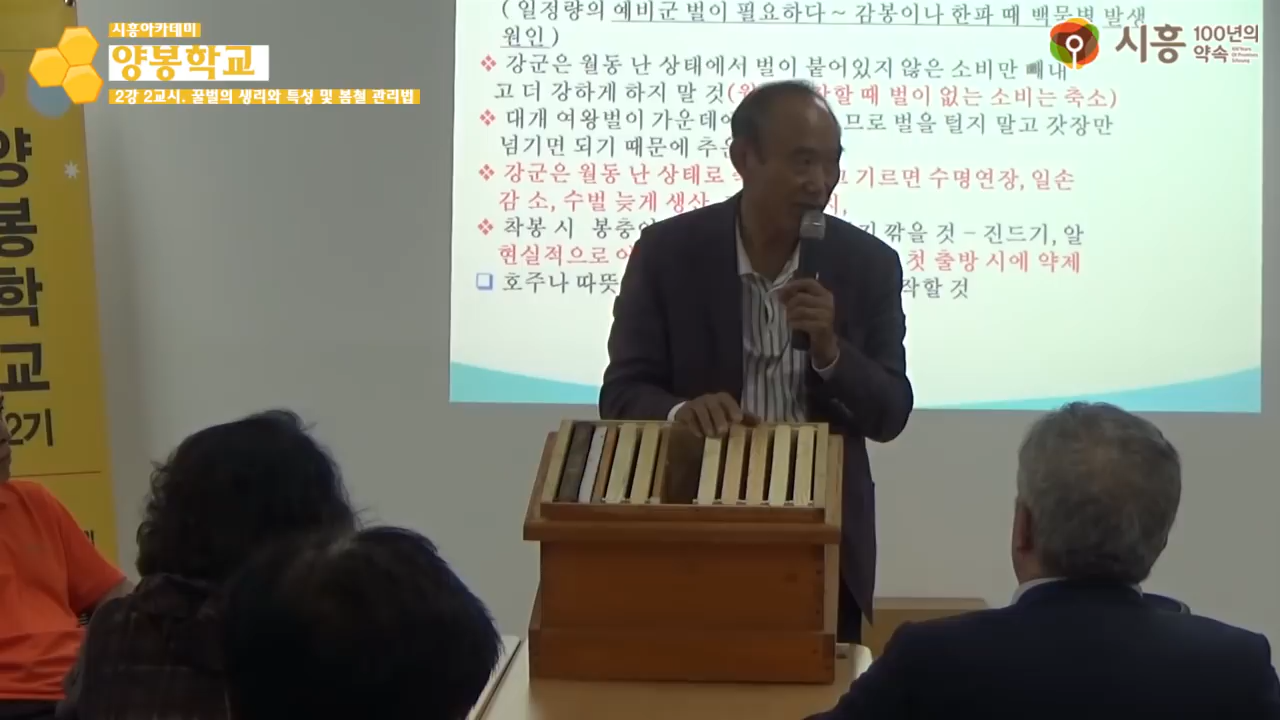 시흥아카데미
양봉학교
2강 2교시. 꿀벌의 생리와 특성 및 봄철 관리법
시흥 100년의 약속
양봉학교
2기
( 일정량의 예비군 벌이 필요하다 ~ 감봉이나 한파 때 백묵병 발생
원인 )
❖ 강군은 월동 난 상태에서 벌이 붙어있지 않은 소비만 빼내
고 더 강하게 하지 말 것(할 때 벌이 없는 소비는 축소)
❖ 대개 여왕벌이 가운데에 므로 벌을 털지 말고 갓장만
넘기면 되기 때문에 추운
❖ 강군은 월동 난 상태로 고 기르면 수명연장, 일손
감 소, 수벌 늦게 생산,
❖ 착봉 시 봉충이 깎을 것 – 진드기, 알
현실적으로 첫 출방 시에 약제
❑ 호주나 따뜻 작할 것